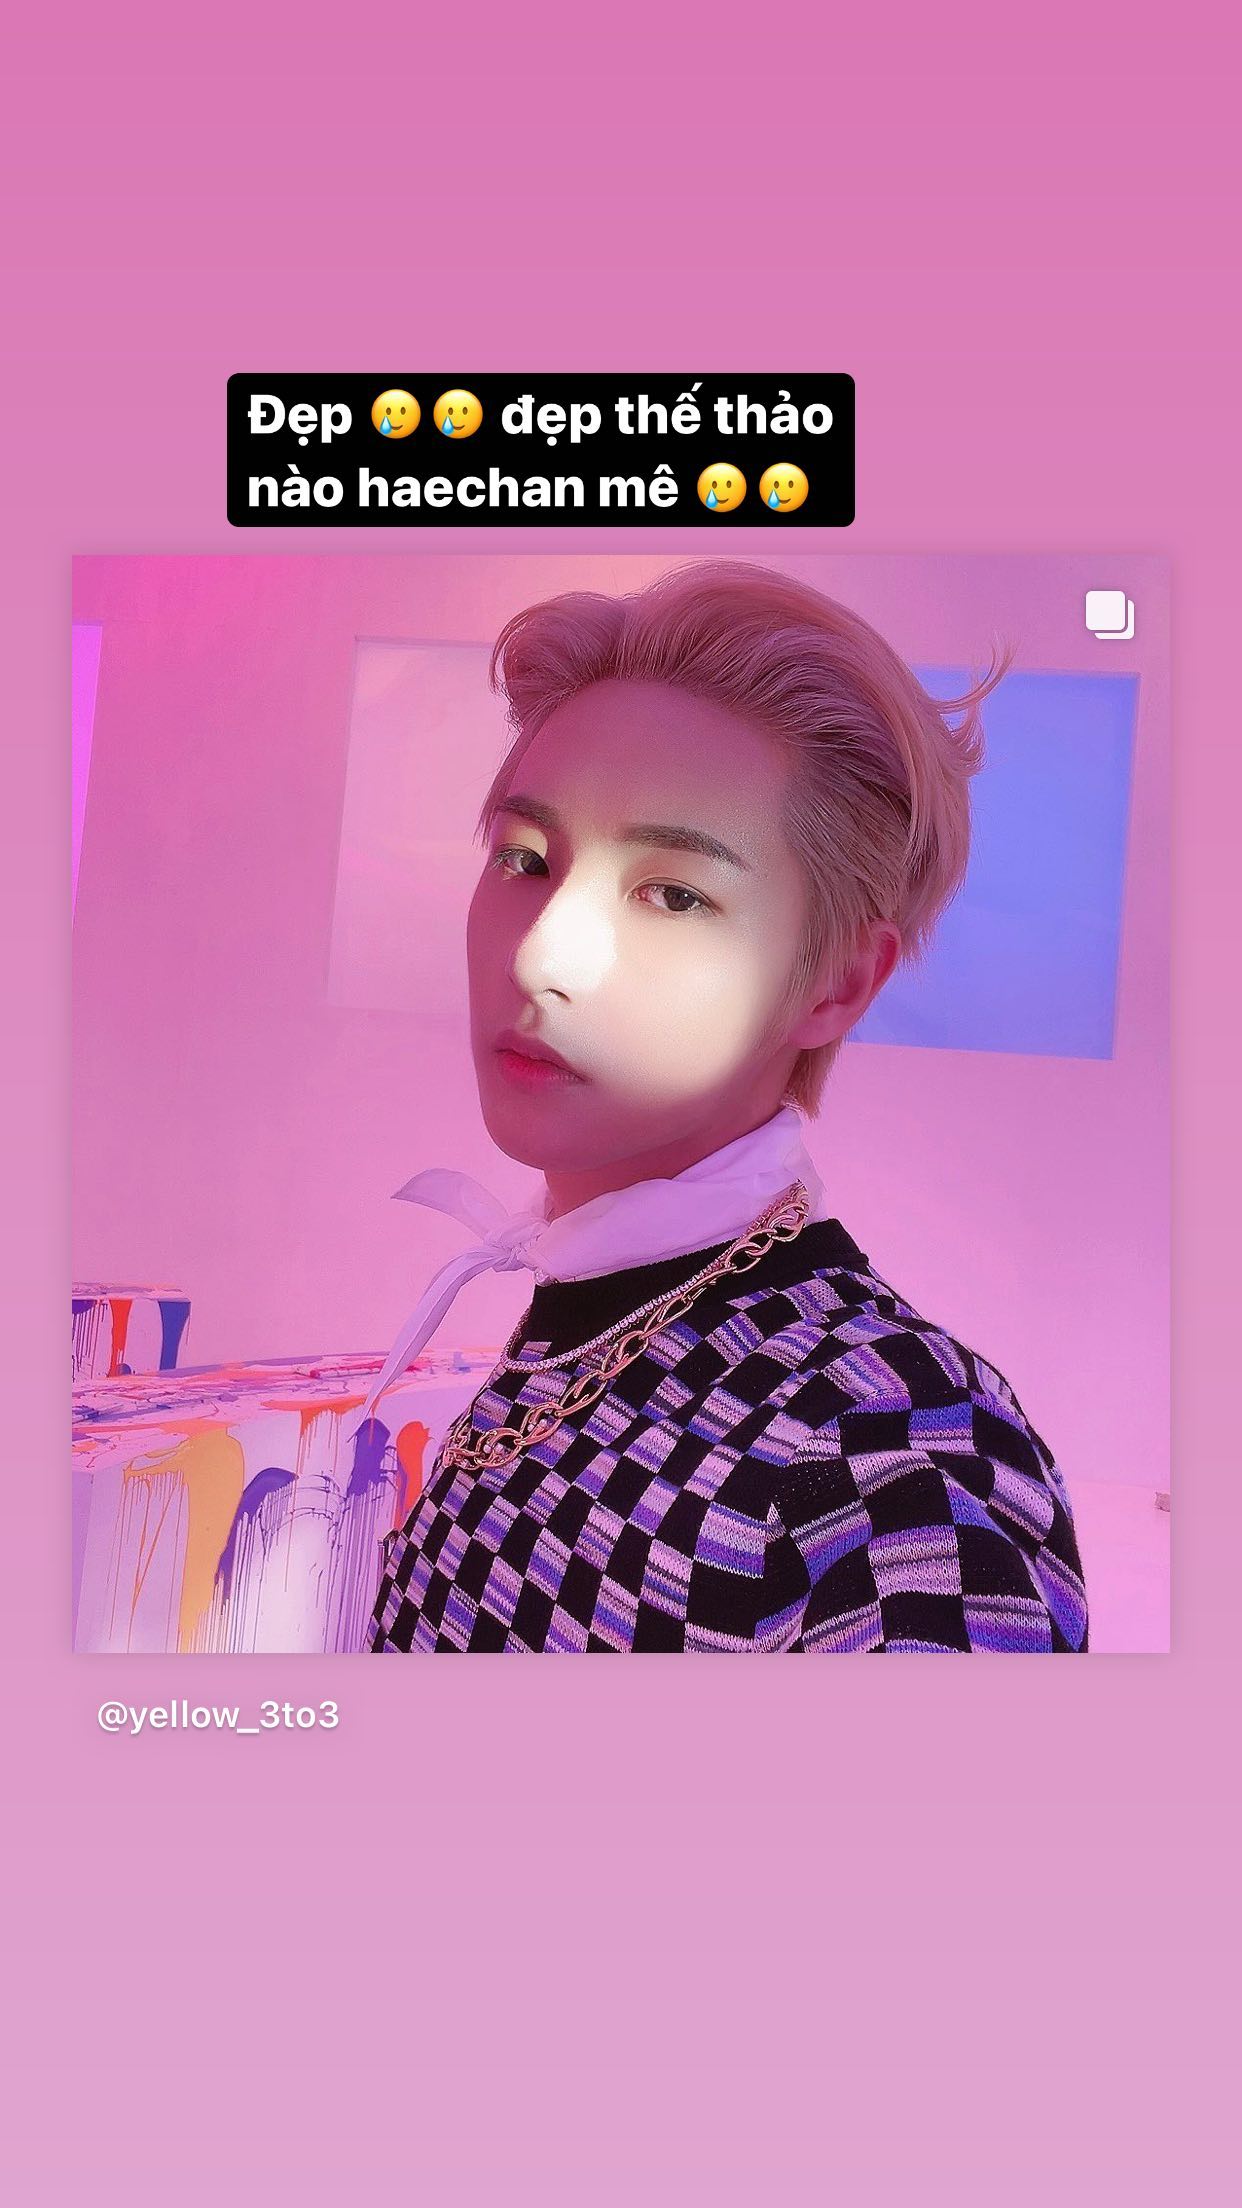 Đẹp 🥲🥲 đẹp thế thảo
nào haechan mê 🥲🥲
@yellow_3to3